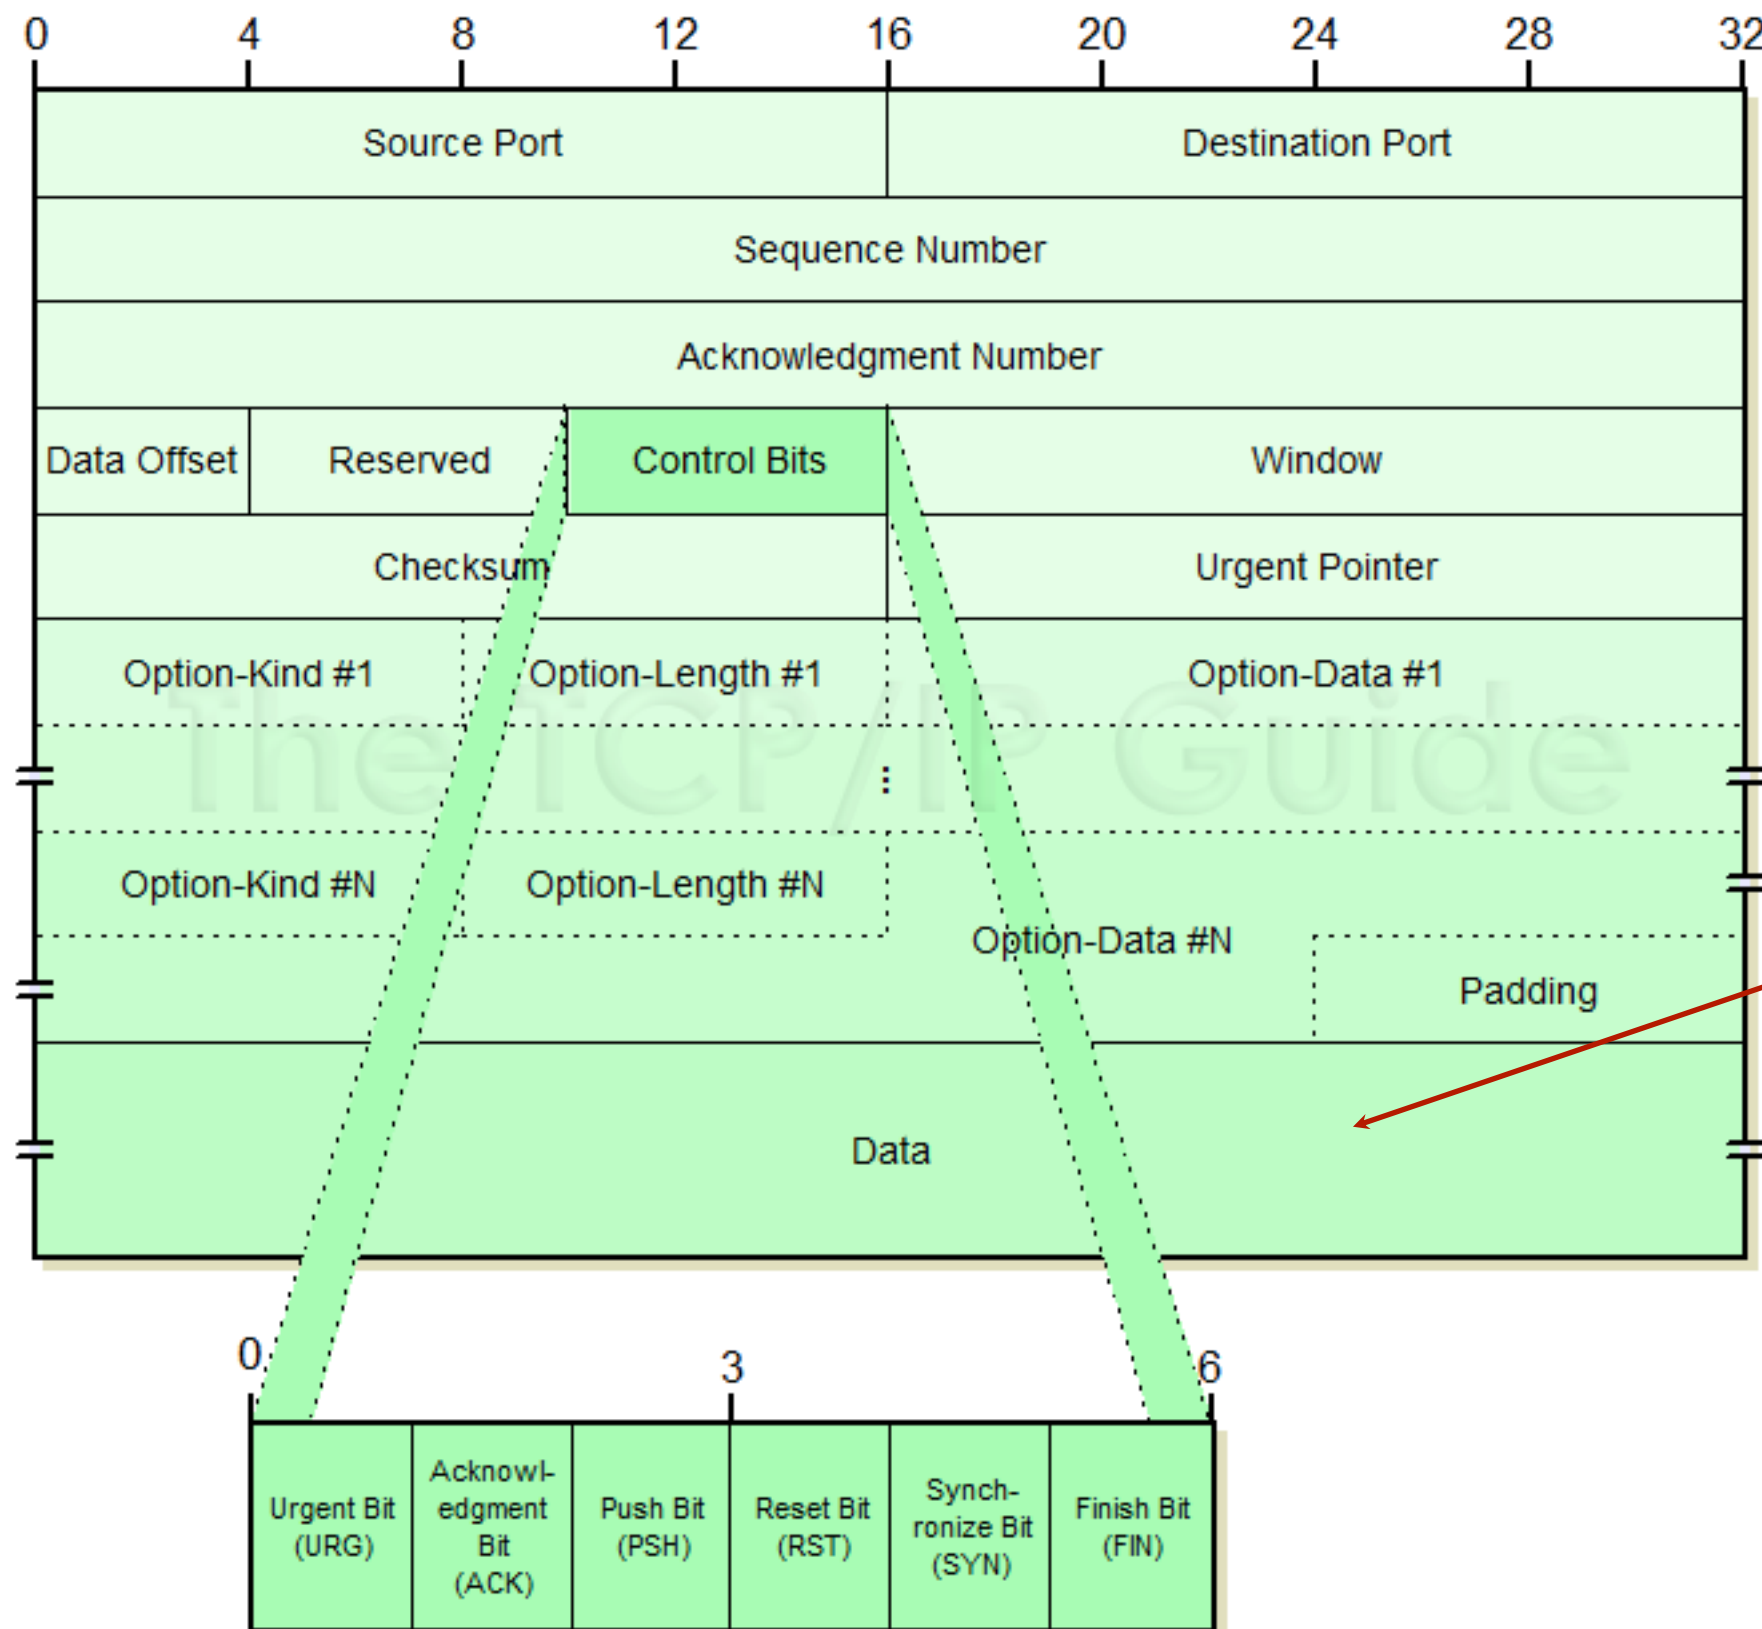 0 4 8 12 16 20 24 28 32
Source Port Destination Port
Sequence Number
Acknowledgment Number
Data Offset Reserved Control Bits Window
Checksum Urgent Pointer
Option-Kind #1 Option-Length #1 Option-Data #1
The TCP/IP Guide
⋮
Option-Kind #N Option-Length #N
Option-Data #N
Padding
Data
0 3 6
Urgent Bit
(URG)
Acknowl-
edgment
Bit
(ACK)
Push Bit
(PSH)
Reset Bit
(RST)
Synch-
ronize Bit
(SYN)
Finish Bit
(FIN)